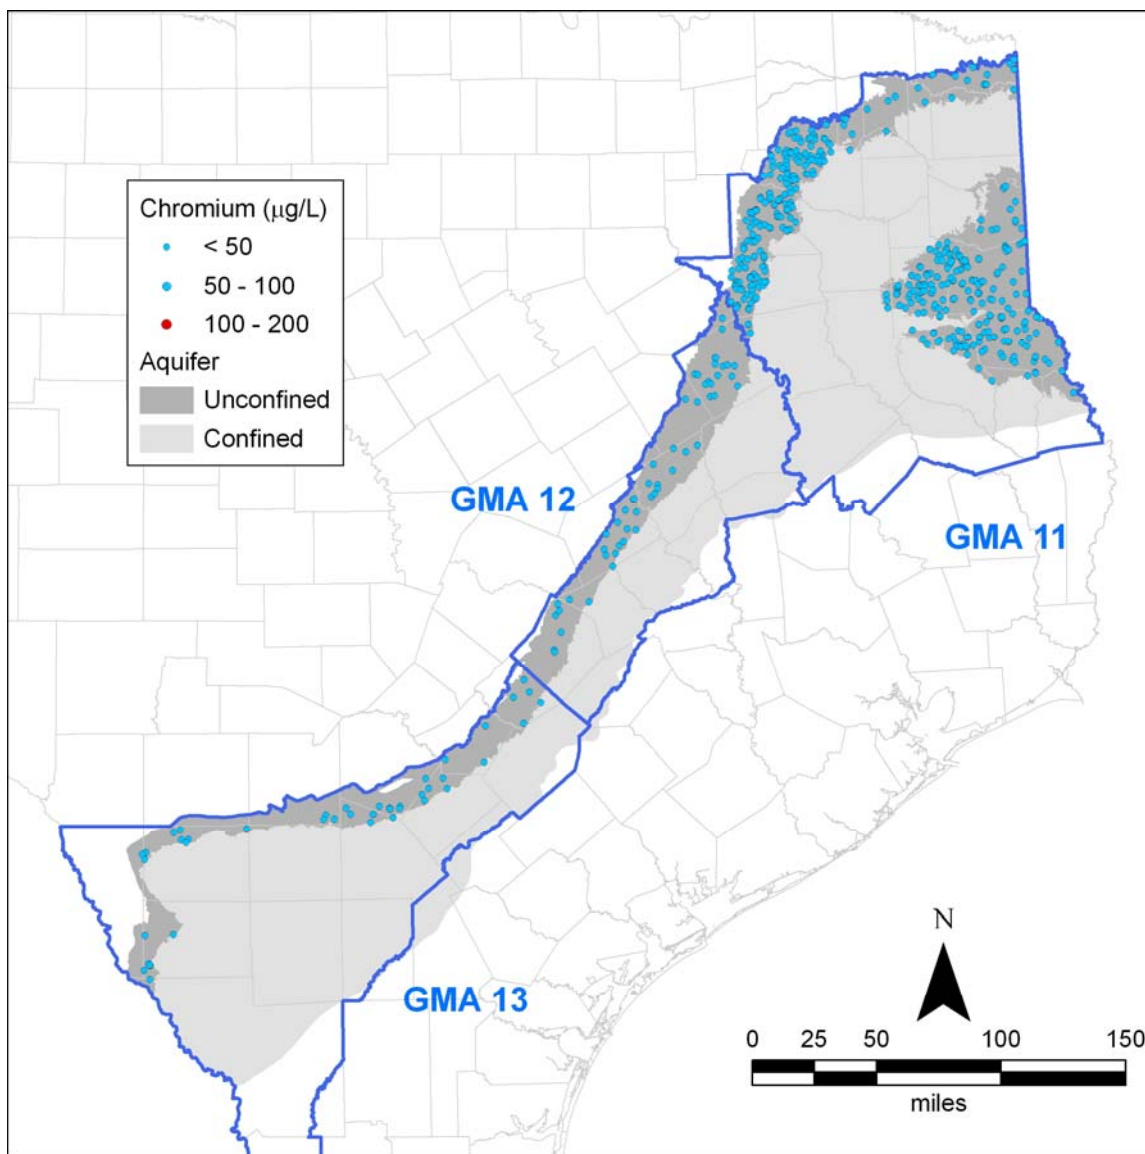 Chromium (µg/L)
< 50
50 - 100
100 - 200
Aquifer
Unconfined
Confined
GMA 12
GMA 11
GMA 13
N
0 25 50 100 150
miles